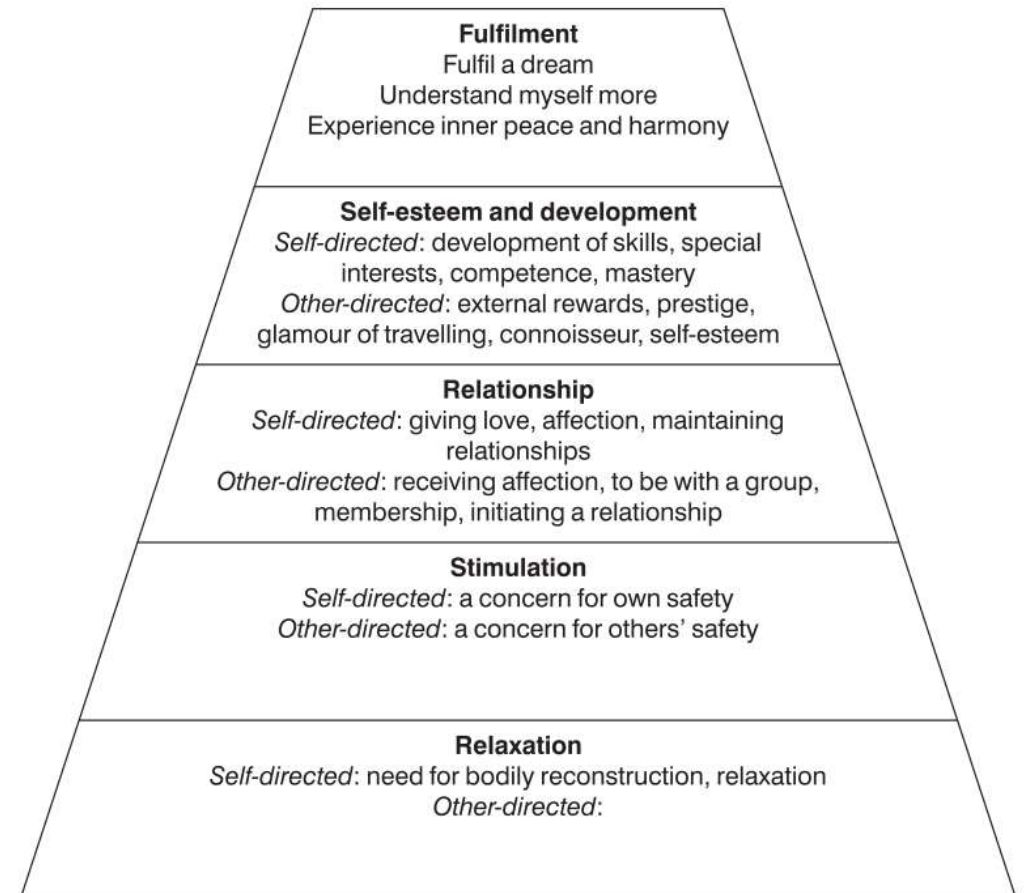 Fulfilment
Fulfil a dream
Understand myself more
Experience inner peace and harmony
Self-esteem and development
Self-directed: development of skills, special
interests, competence, mastery
Other-directed: external rewards, prestige,
glamour of travelling, connoisseur, self-esteem
Relationship
Self-directed: giving love, affection, maintaining
relationships
Other-directed: receiving affection, to be with a group,
membership, initiating a relationship
Stimulation
Self-directed: a concern for own safety
Other-directed: a concern for others’ safety
Relaxation
Self-directed: need for bodily reconstruction, relaxation
Other-directed: